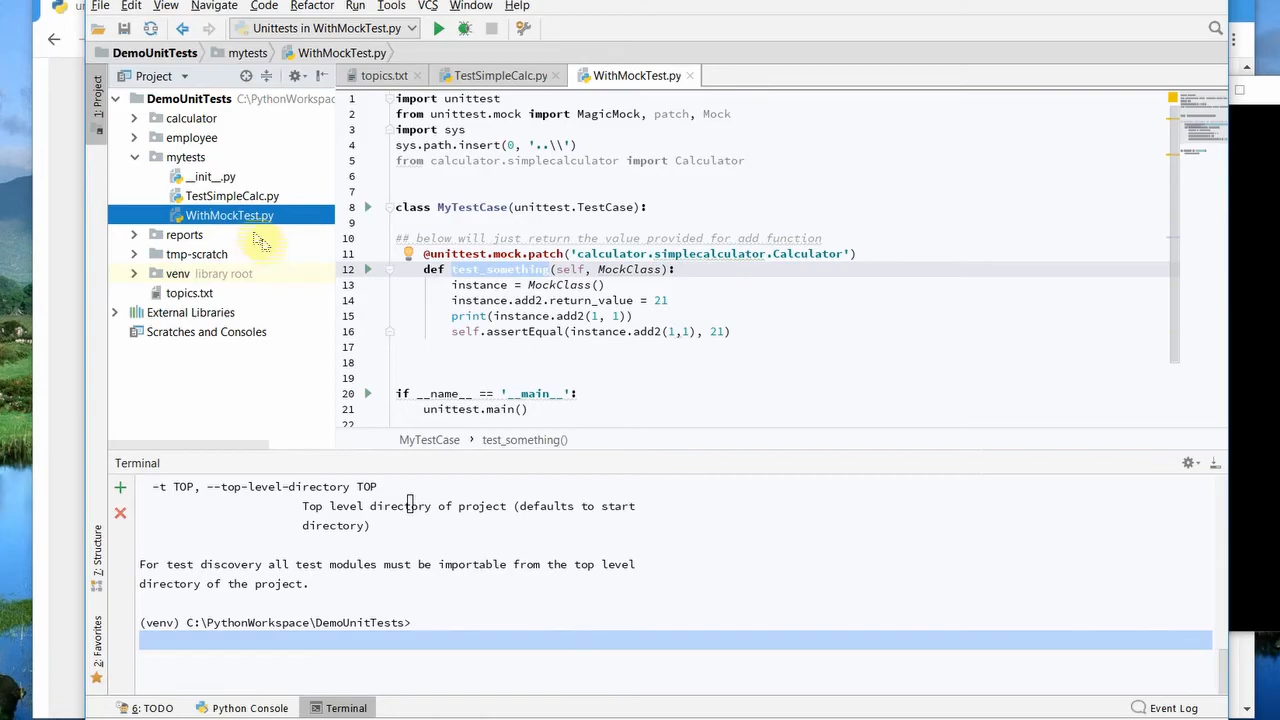 un
File Edit View Navigate Code Refactor Run Tools VCS Window Help
Unittests in WithMockTest.py
DemoUnitTests mytests WithMockTest.py
1: Project
Project
topics.txt TestSimpleCalc.py WithMockTest.py
DemoUnitTests C:\PythonWorkspac
calculator
employee
mytests
__init__.py
TestSimpleCalc.py
WithMockTest.py
reports
tmp-scratch
venv library root
topics.txt
External Libraries
Scratches and Consoles
1 import unittest
2 from unittest.mock import MagicMock, patch, Mock
3 import sys
4 sys.path.insert(0, '..\\')
5 from calculator.simplecalculator import Calculator
6
7
8 class MyTestCase(unittest.TestCase):
9
10 ## below will just return the value provided for add function
11 @unittest.mock.patch('calculator.simplecalculator.Calculator')
12 def test_something(self, MockClass):
13 instance = MockClass()
14 instance.add2.return_value = 21
15 print(instance.add2(1, 1))
16 self.assertEqual(instance.add2(1,1), 21)
17
18
19
20 if __name__ == '__main__':
21 unittest.main()
22
MyTestCase test_something()
Terminal
-t TOP, --top-level-directory TOP
Top level directory of project (defaults to start
directory)
For test discovery all test modules must be importable from the top level
directory of the project.
(venv) C:\PythonWorkspace\DemoUnitTests>
7: Structure
2: Favorites
6: TODO Python Console Terminal Event Log